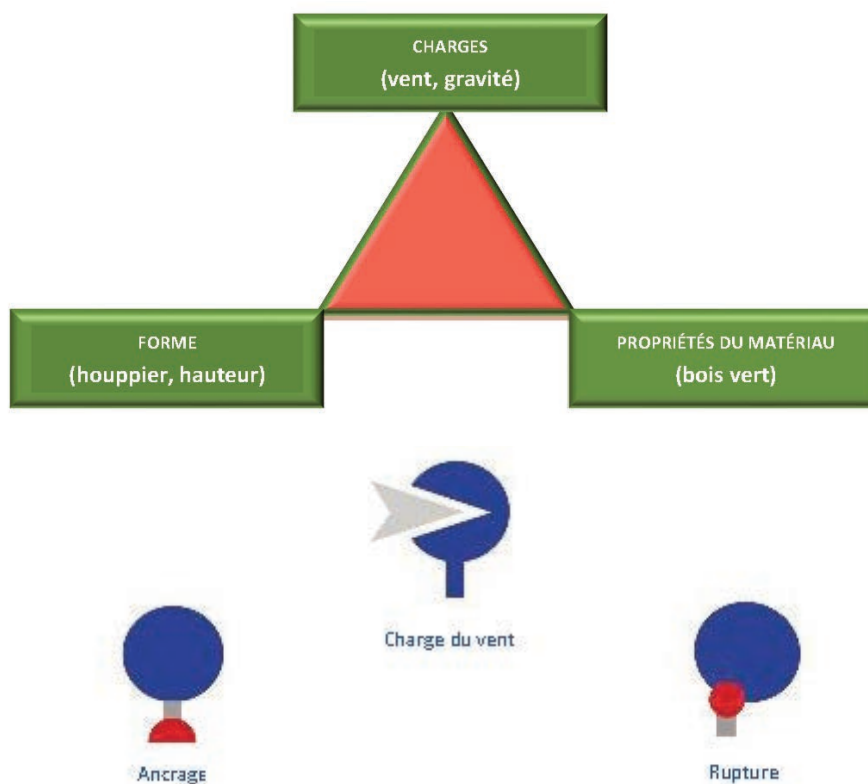 CHARGES
(vent, gravité)
FORME
(houppier, hauteur)
PROPRIÉTÉS DU MATÉRIAU
(bois vert)
Charge du vent
Ancrage
Rupture